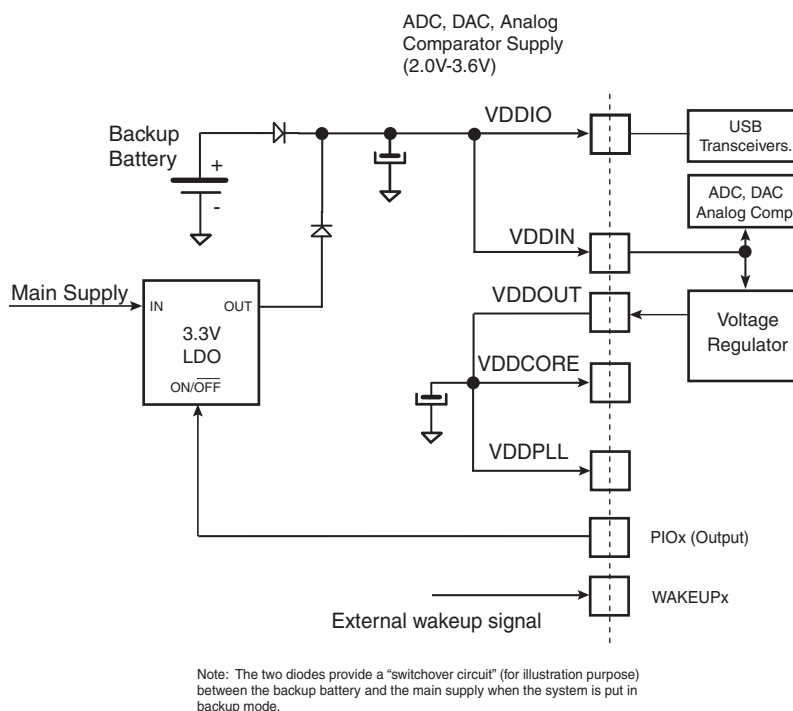 ADC, DAC, Analog
Comparator Supply
(2.0V-3.6V)
VDDIO
USB
Transceivers.
Backup
Battery
+
-
ADC, DAC
Analog Comp.
VDDIN
Main Supply
IN
OUT
3.3V
LDO
ON/OFF
VDDOUT
Voltage
Regulator
VDDCORE
VDDPLL
PIOx (Output)
WAKEUPx
External wakeup signal
Note: The two diodes provide a “switchover circuit” (for illustration purpose)
between the backup battery and the main supply when the system is put in
backup mode.